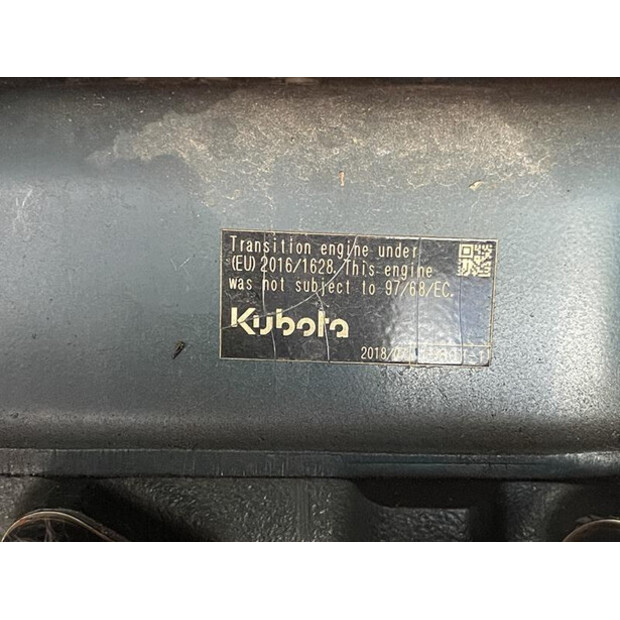 Transition engine under
(EU)2016/1628. This engine
was not subject to 97/68/EC.
Kubota